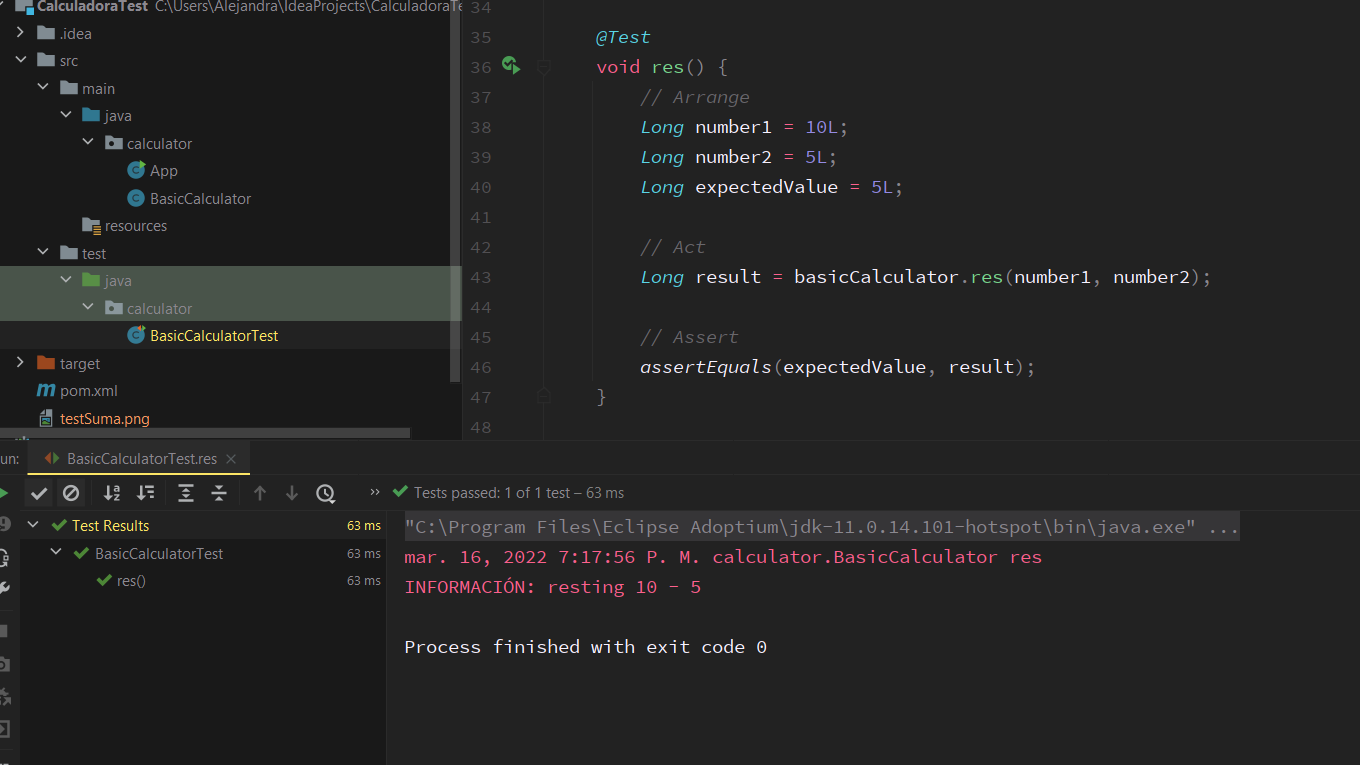 CalculadoraTest C:\Users\Alejandra\IdeaProjects\CalculadoraTe
.idea
src
main
java
calculator
App
BasicCalculator
resources
test
java
calculator
BasicCalculatorTest
target
pom.xml
testSuma.png
34
35 @Test
36 void res() {
37 // Arrange
38 Long number1 = 10L;
39 Long number2 = 5L;
40 Long expectedValue = 5L;
41
42 // Act
43 Long result = basicCalculator.res(number1, number2);
44
45 // Assert
46 assertEquals(expectedValue, result);
47 }
48
un: BasicCalculatorTest.res
Tests passed: 1 of 1 test – 63 ms
Test Results 63 ms
BasicCalculatorTest 63 ms
res() 63 ms
"C:\Program Files\Eclipse Adoptium\jdk-11.0.14.101-hotspot\bin\java.exe" ...
mar. 16, 2022 7:17:56 P. M. calculator.BasicCalculator res
INFORMACIÓN: resting 10 - 5
Process finished with exit code 0